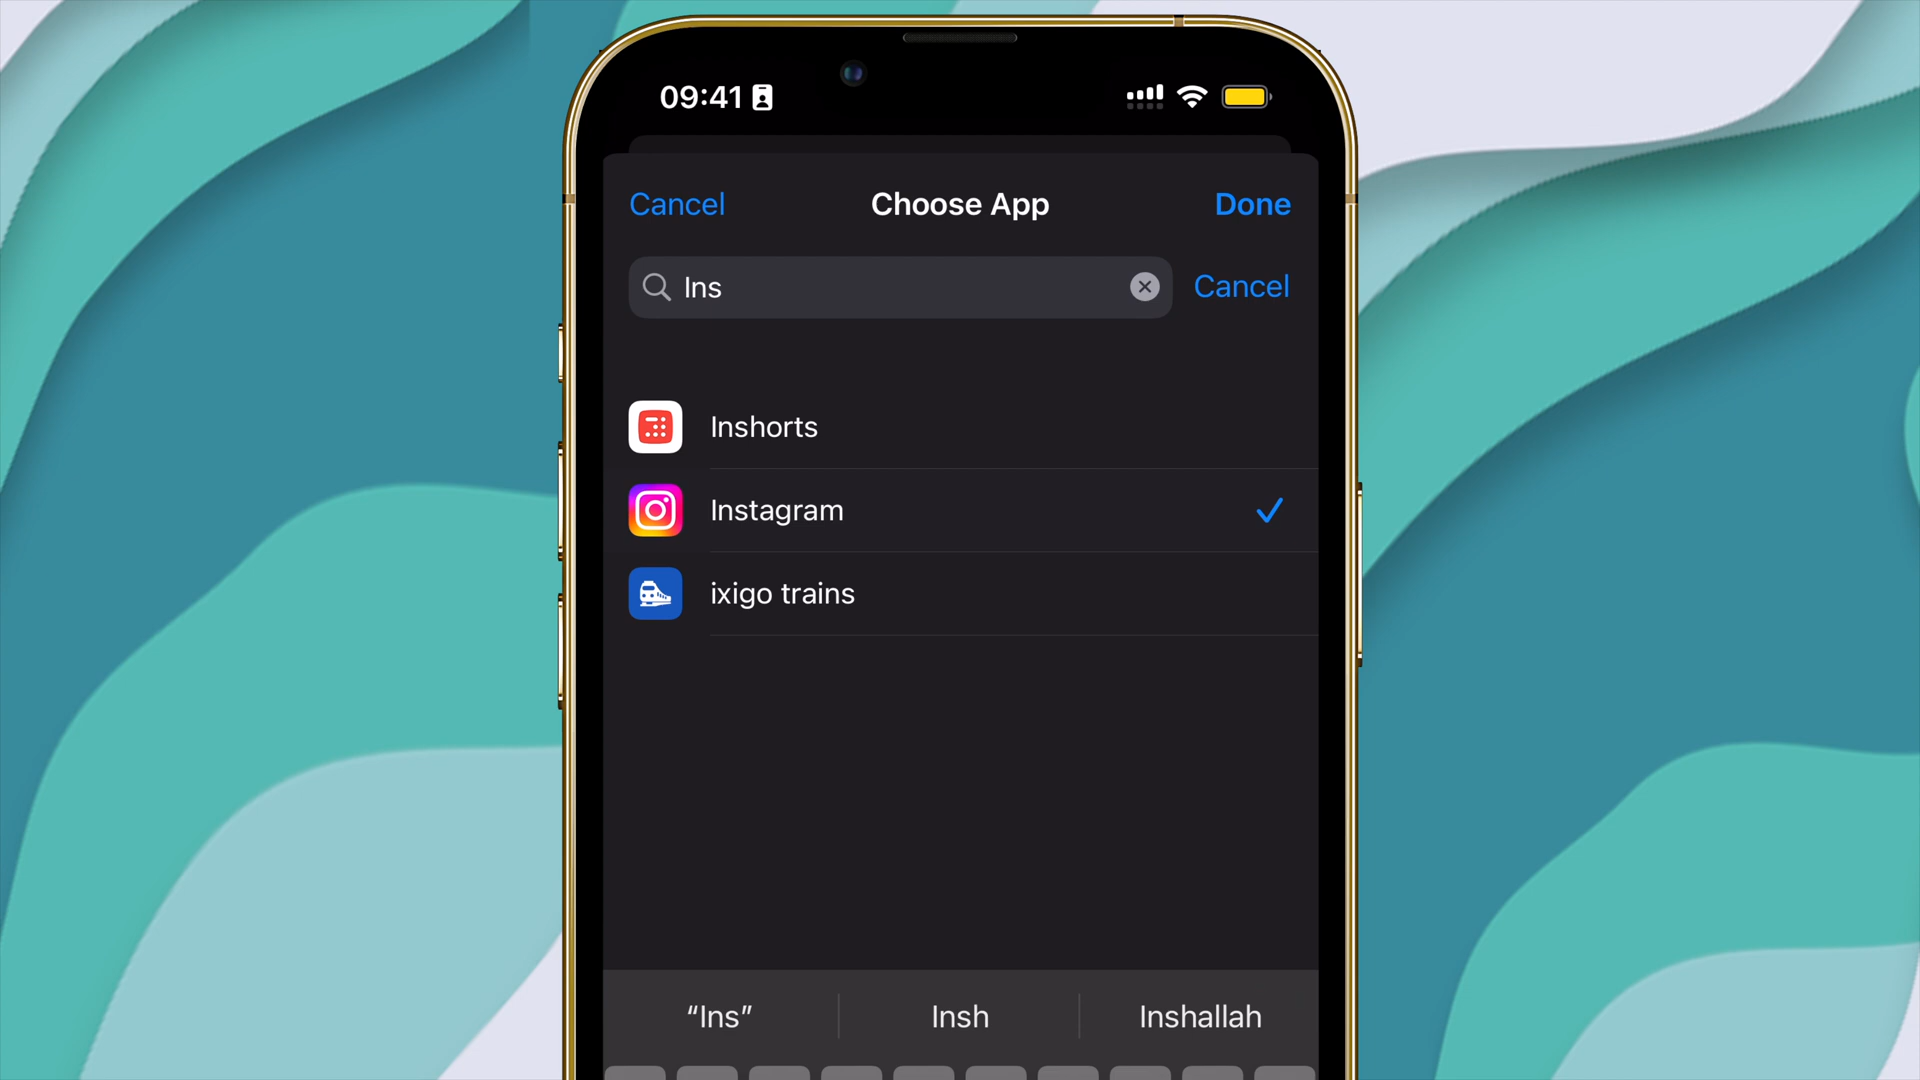 09:41
Cancel Choose App Done
Ins Cancel
Inshorts
Instagram
ixigo trains
“Ins” Insh Inshallah